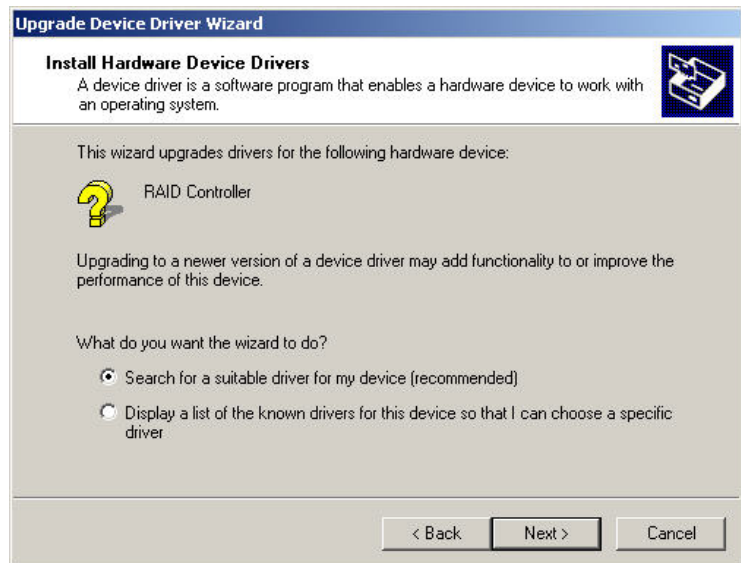 Upgrade Device Driver Wizard
Install Hardware Device Drivers
A device driver is a software program that enables a hardware device to work with
an operating system.
This wizard upgrades drivers for the following hardware device:
RAID Controller
Upgrading to a newer version of a device driver may add functionality to or improve the
performance of this device.
What do you want the wizard to do?
Search for a suitable driver for my device (recommended)
Display a list of the known drivers for this device so that I can choose a specific
driver
< Back Next > Cancel